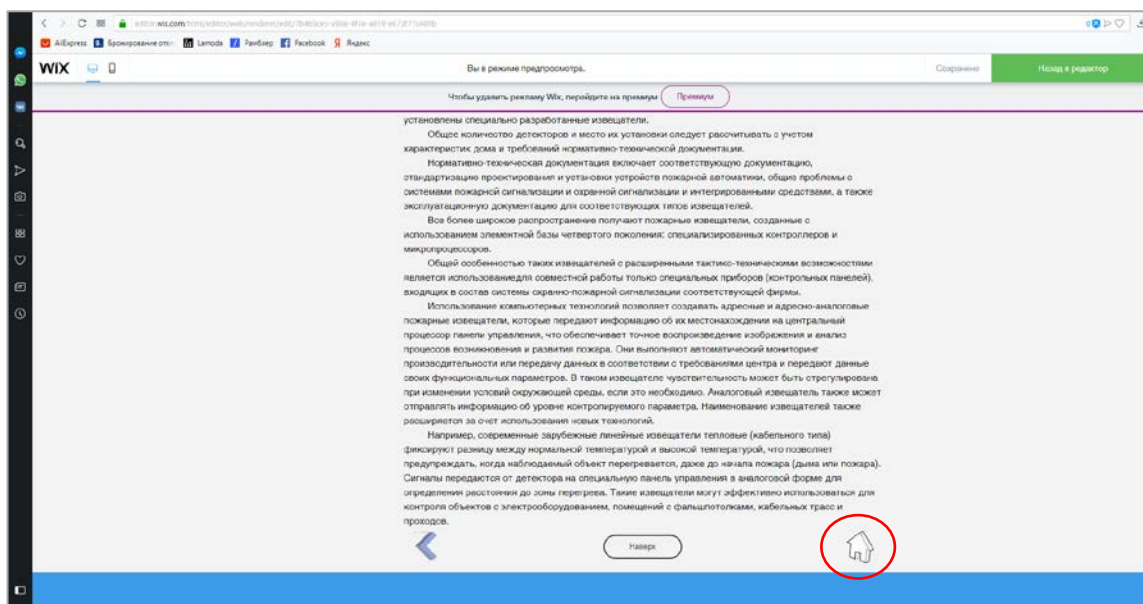 editor.wix.com/html/editor/web/renderer/edit/
AliExpress Бронирование оте Lamoda Рамблер Facebook Яндекс
WIX Вы в режиме предпросмотра. Сохранено Назад в редактор
Чтобы удалить рекламу Wix, перейдите на премиум Премиум
установлены специально разработанные извещатели.
Общее количество детекторов и место их установки следует рассчитывать с учетом
характеристик дома и требований нормативно-технической документации.
Нормативно-техническая документация включает соответствующую документацию,
стандартизацию проектирования и установки устройств пожарной автоматики, общие проблемы с
системами пожарной сигнализации и охранной сигнализации и интегрированными средствами, а также
эксплуатационную документацию для соответствующих типов извещателей.
Все более широкое распространение получают пожарные извещатели, созданные с
использованием элементной базы четвертого поколения: специализированных контроллеров и
микропроцессоров.
Общей особенностью таких извещателей с расширенными тактико-техническими возможностями
является использованиедля совместной работы только специальных приборов (контрольных панелей),
входящих в состав системы охранно-пожарной сигнализации соответствующей фирмы.
Использование компьютерных технологий позволяет создавать адресные и адресно-аналоговые
пожарные извещатели, которые передают информацию об их местонахождении на центральный
процессор панели управления, что обеспечивает точное воспроизведение изображения и анализ
процессов возникновения и развития пожара. Они выполняют автоматический мониторинг
производительности или передачу данных в соответствии с требованиями центра и передают данные
своих функциональных параметров. В таком извещателе чувствительность может быть отрегулирована
при изменении условий окружающей среды, если это необходимо. Аналоговый извещатель также может
отправлять информацию об уровне контролируемого параметра. Наименование извещателей также
расширяется за счет использования новых технологий.
Например, современные зарубежные линейные извещатели тепловые (кабельного типа)
фиксируют разницу между нормальной температурой и высокой температурой, что позволяет
предупреждать, когда наблюдаемый объект перегревается, даже до начала пожара (дыма или пожара).
Сигналы передаются от детектора на специальную панель управления в аналоговой форме для
определения расстояния до зоны перегрева. Такие извещатели могут эффективно использоваться для
контроля объектов с электрооборудованием, помещений с фальшпотолками, кабельных трасс и
проходов.
Наверх